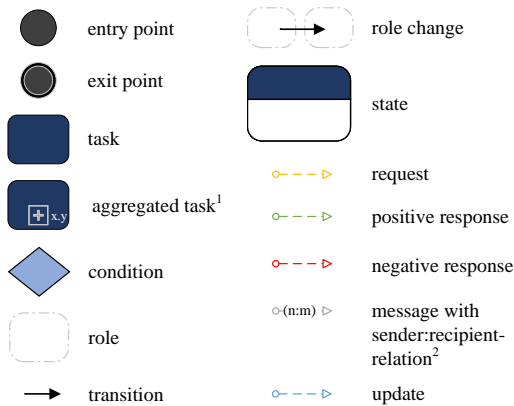 entry point
exit point
task
x.y
aggregated task¹
condition
role
transition
role change
state
request
positive response
negative response
(n:m)
message with
sender:recipient-
relation²
update